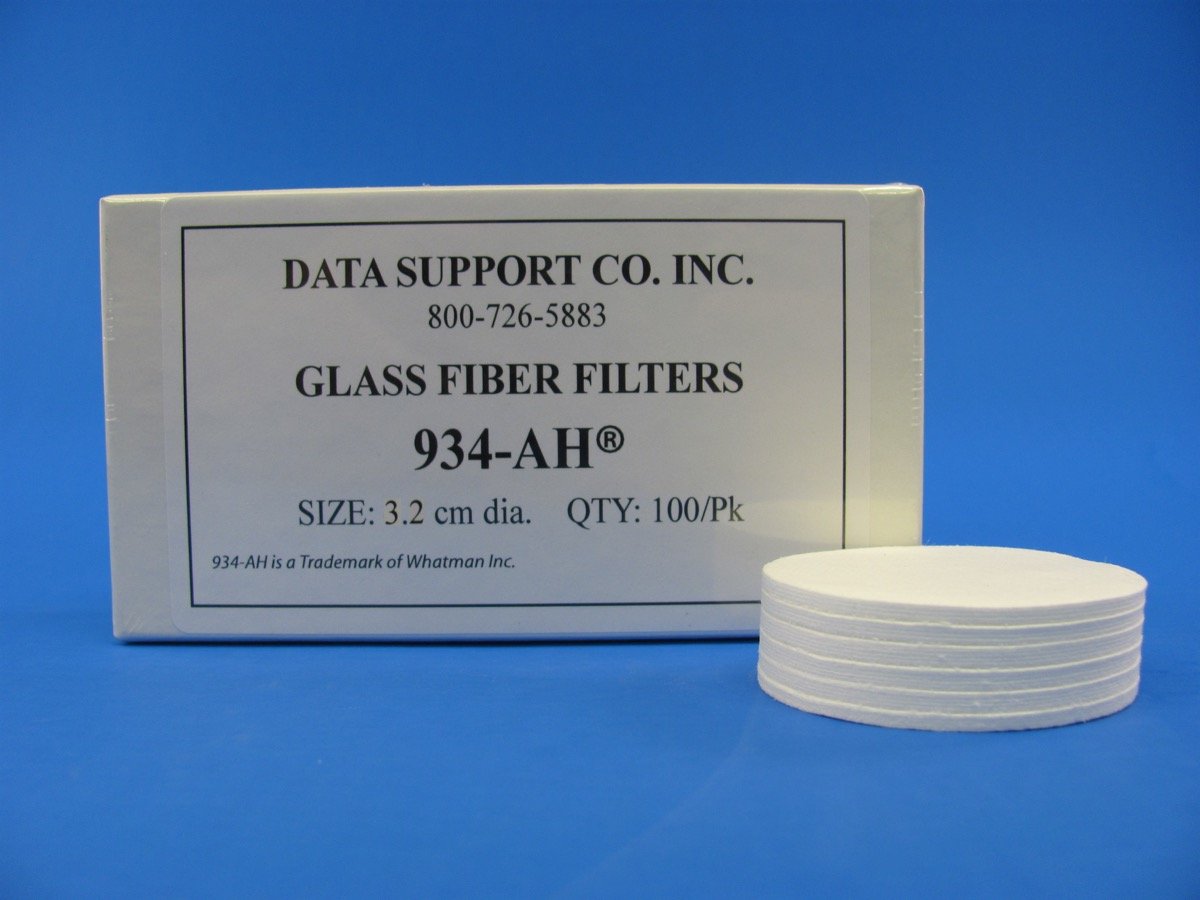 DATA SUPPORT CO. INC.
800-726-5883
GLASS FIBER FILTERS
934-AH®
SIZE: 3.2 cm dia. QTY: 100/Pk
934-AH is a Trademark of Whatman Inc.